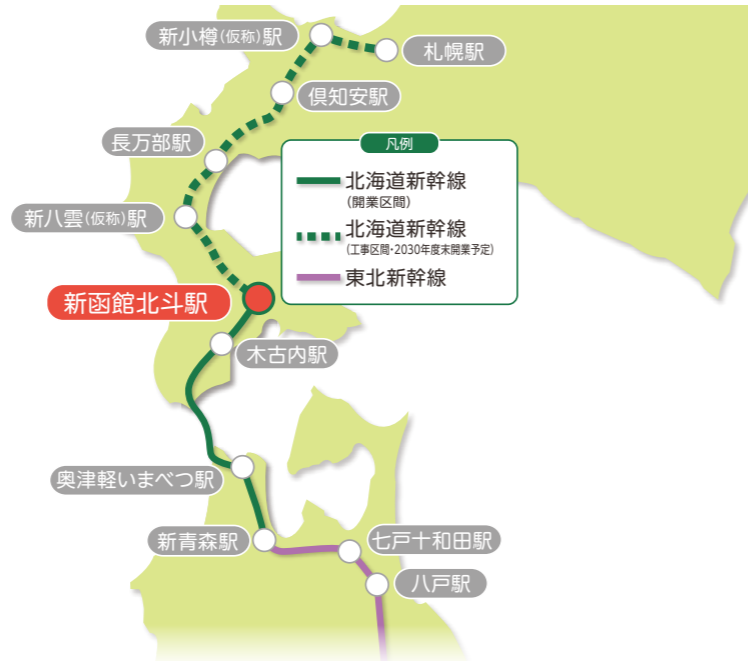 新小樽(仮称)駅
札幌駅
倶知安駅
長万部駅
新八雲(仮称)駅
凡例
北海道新幹線
(開業区間)
北海道新幹線
(工事区間・2030年度末開業予定)
東北新幹線
新函館北斗駅
木古内駅
奥津軽いまべつ駅
新青森駅
七戸十和田駅
八戸駅